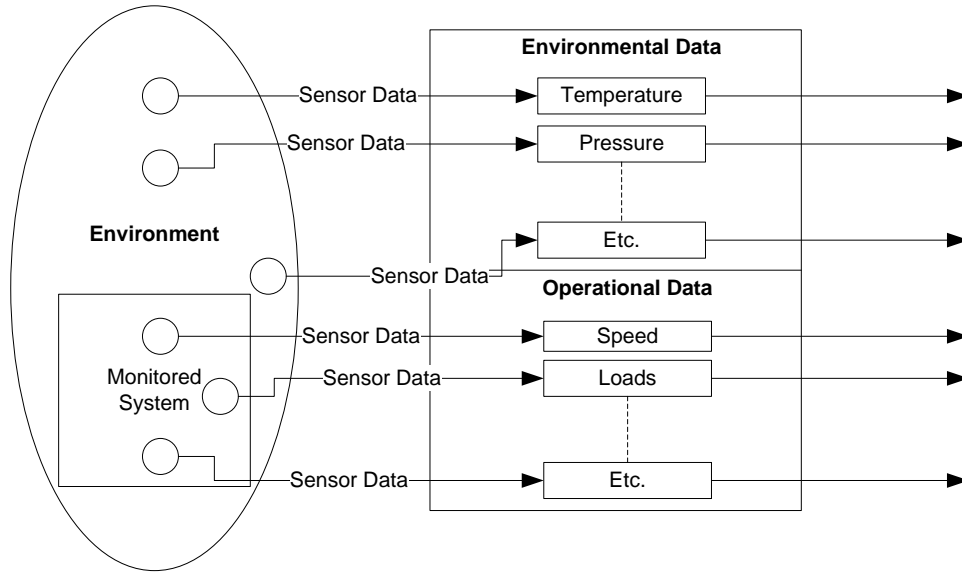 Environmental Data
Sensor Data
Temperature
Sensor Data
Pressure
Environment
Etc.
Sensor Data
Operational Data
Sensor Data
Speed
Monitored
System
Sensor Data
Loads
Sensor Data
Etc.